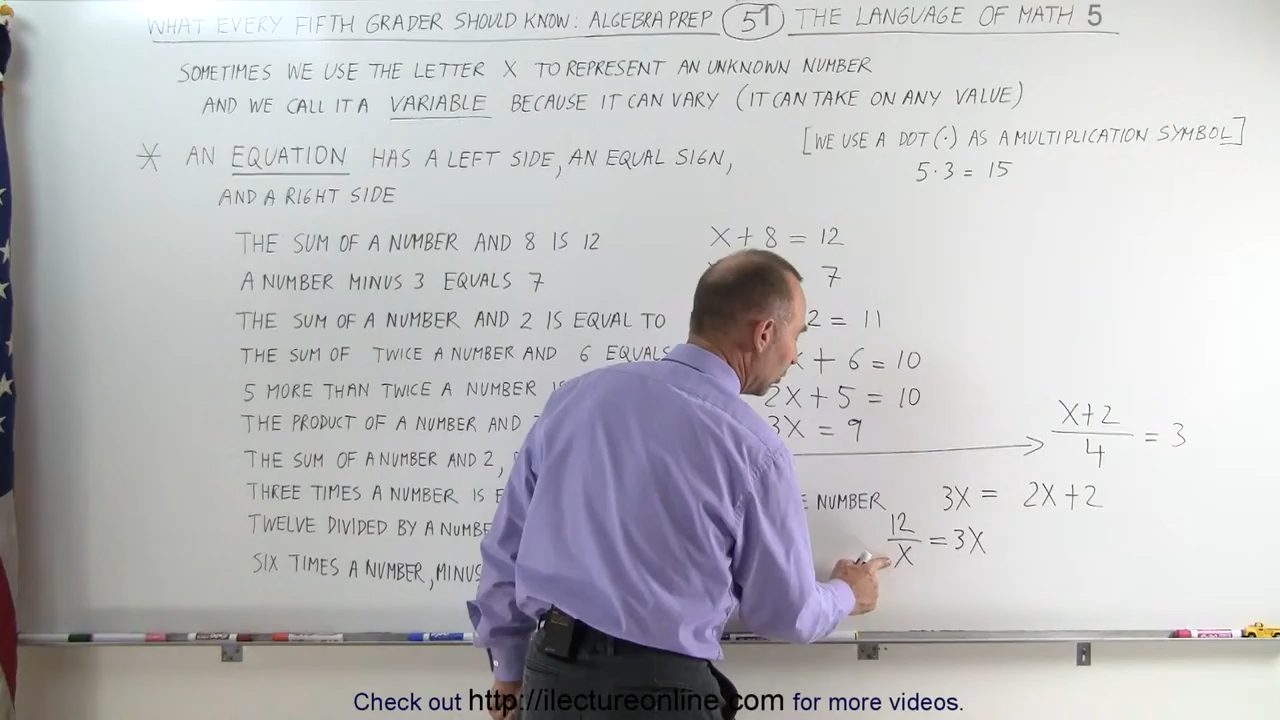 WHAT EVERY FIFTH GRADER SHOULD KNOW: ALGEBRA PREP 51 THE LANGUAGE OF MATH 5
SOMETIMES WE USE THE LETTER X TO REPRESENT AN UNKNOWN NUMBER
AND WE CALL IT A VARIABLE BECAUSE IT CAN VARY (IT CAN TAKE ON ANY VALUE)
[WE USE A DOT (·) AS A MULTIPLICATION SYMBOL]
5·3 = 15
* AN EQUATION HAS A LEFT SIDE, AN EQUAL SIGN,
AND A RIGHT SIDE
THE SUM OF A NUMBER AND 8 IS 12 X + 8 = 12
A NUMBER MINUS 3 EQUALS 7 7
THE SUM OF A NUMBER AND 2 IS EQUAL TO 2 = 11
THE SUM OF TWICE A NUMBER AND 6 EQUALS X + 6 = 10
5 MORE THAN TWICE A NUMBER 2X + 5 = 10
THE PRODUCT OF A NUMBER AND 3X = 9
THE SUM OF A NUMBER AND 2, → X+2/4 = 3
THREE TIMES A NUMBER IS NUMBER 3X = 2X+2
TWELVE DIVIDED BY A NUMBER 12/X = 3X
SIX TIMES A NUMBER, MINUS
Check out http://ilectureonline.com for more videos.